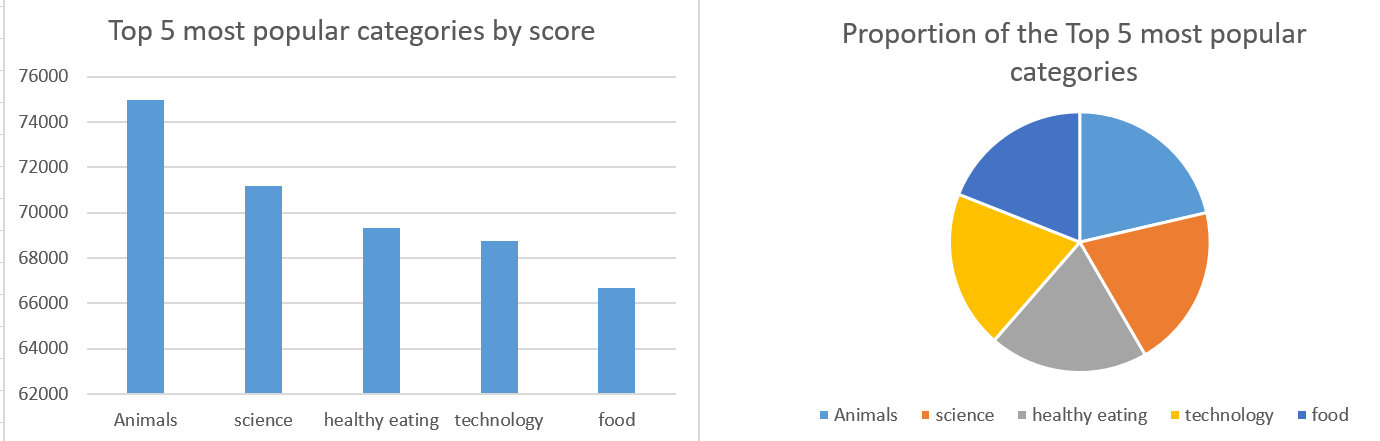 Top 5 most popular categories by score
76000
74000
72000
70000
68000
66000
64000
62000
Animals science healthy eating technology food
Proportion of the Top 5 most popular
categories
Animals science healthy eating technology food